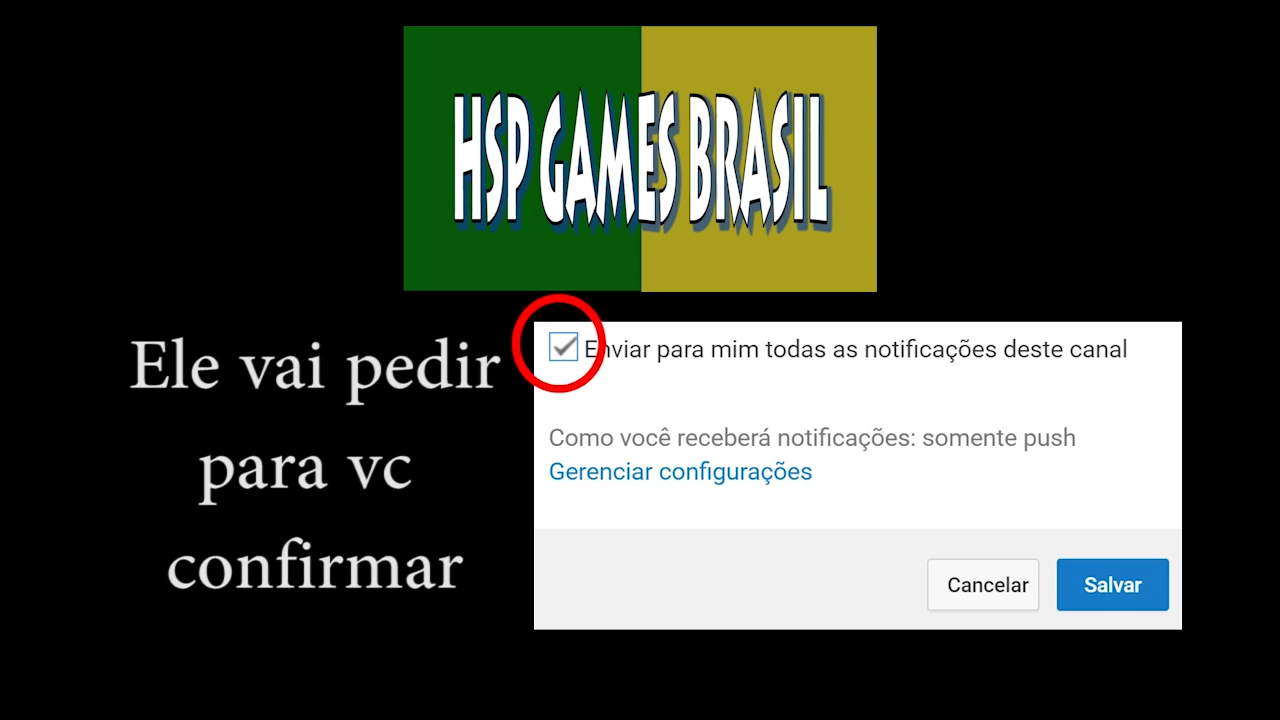 HSP GAMES BRASIL
Ele vai pedir
para vc
confirmar
Enviar para mim todas as notificações deste canal
Como você receberá notificações: somente push
Gerenciar configurações
Cancelar
Salvar